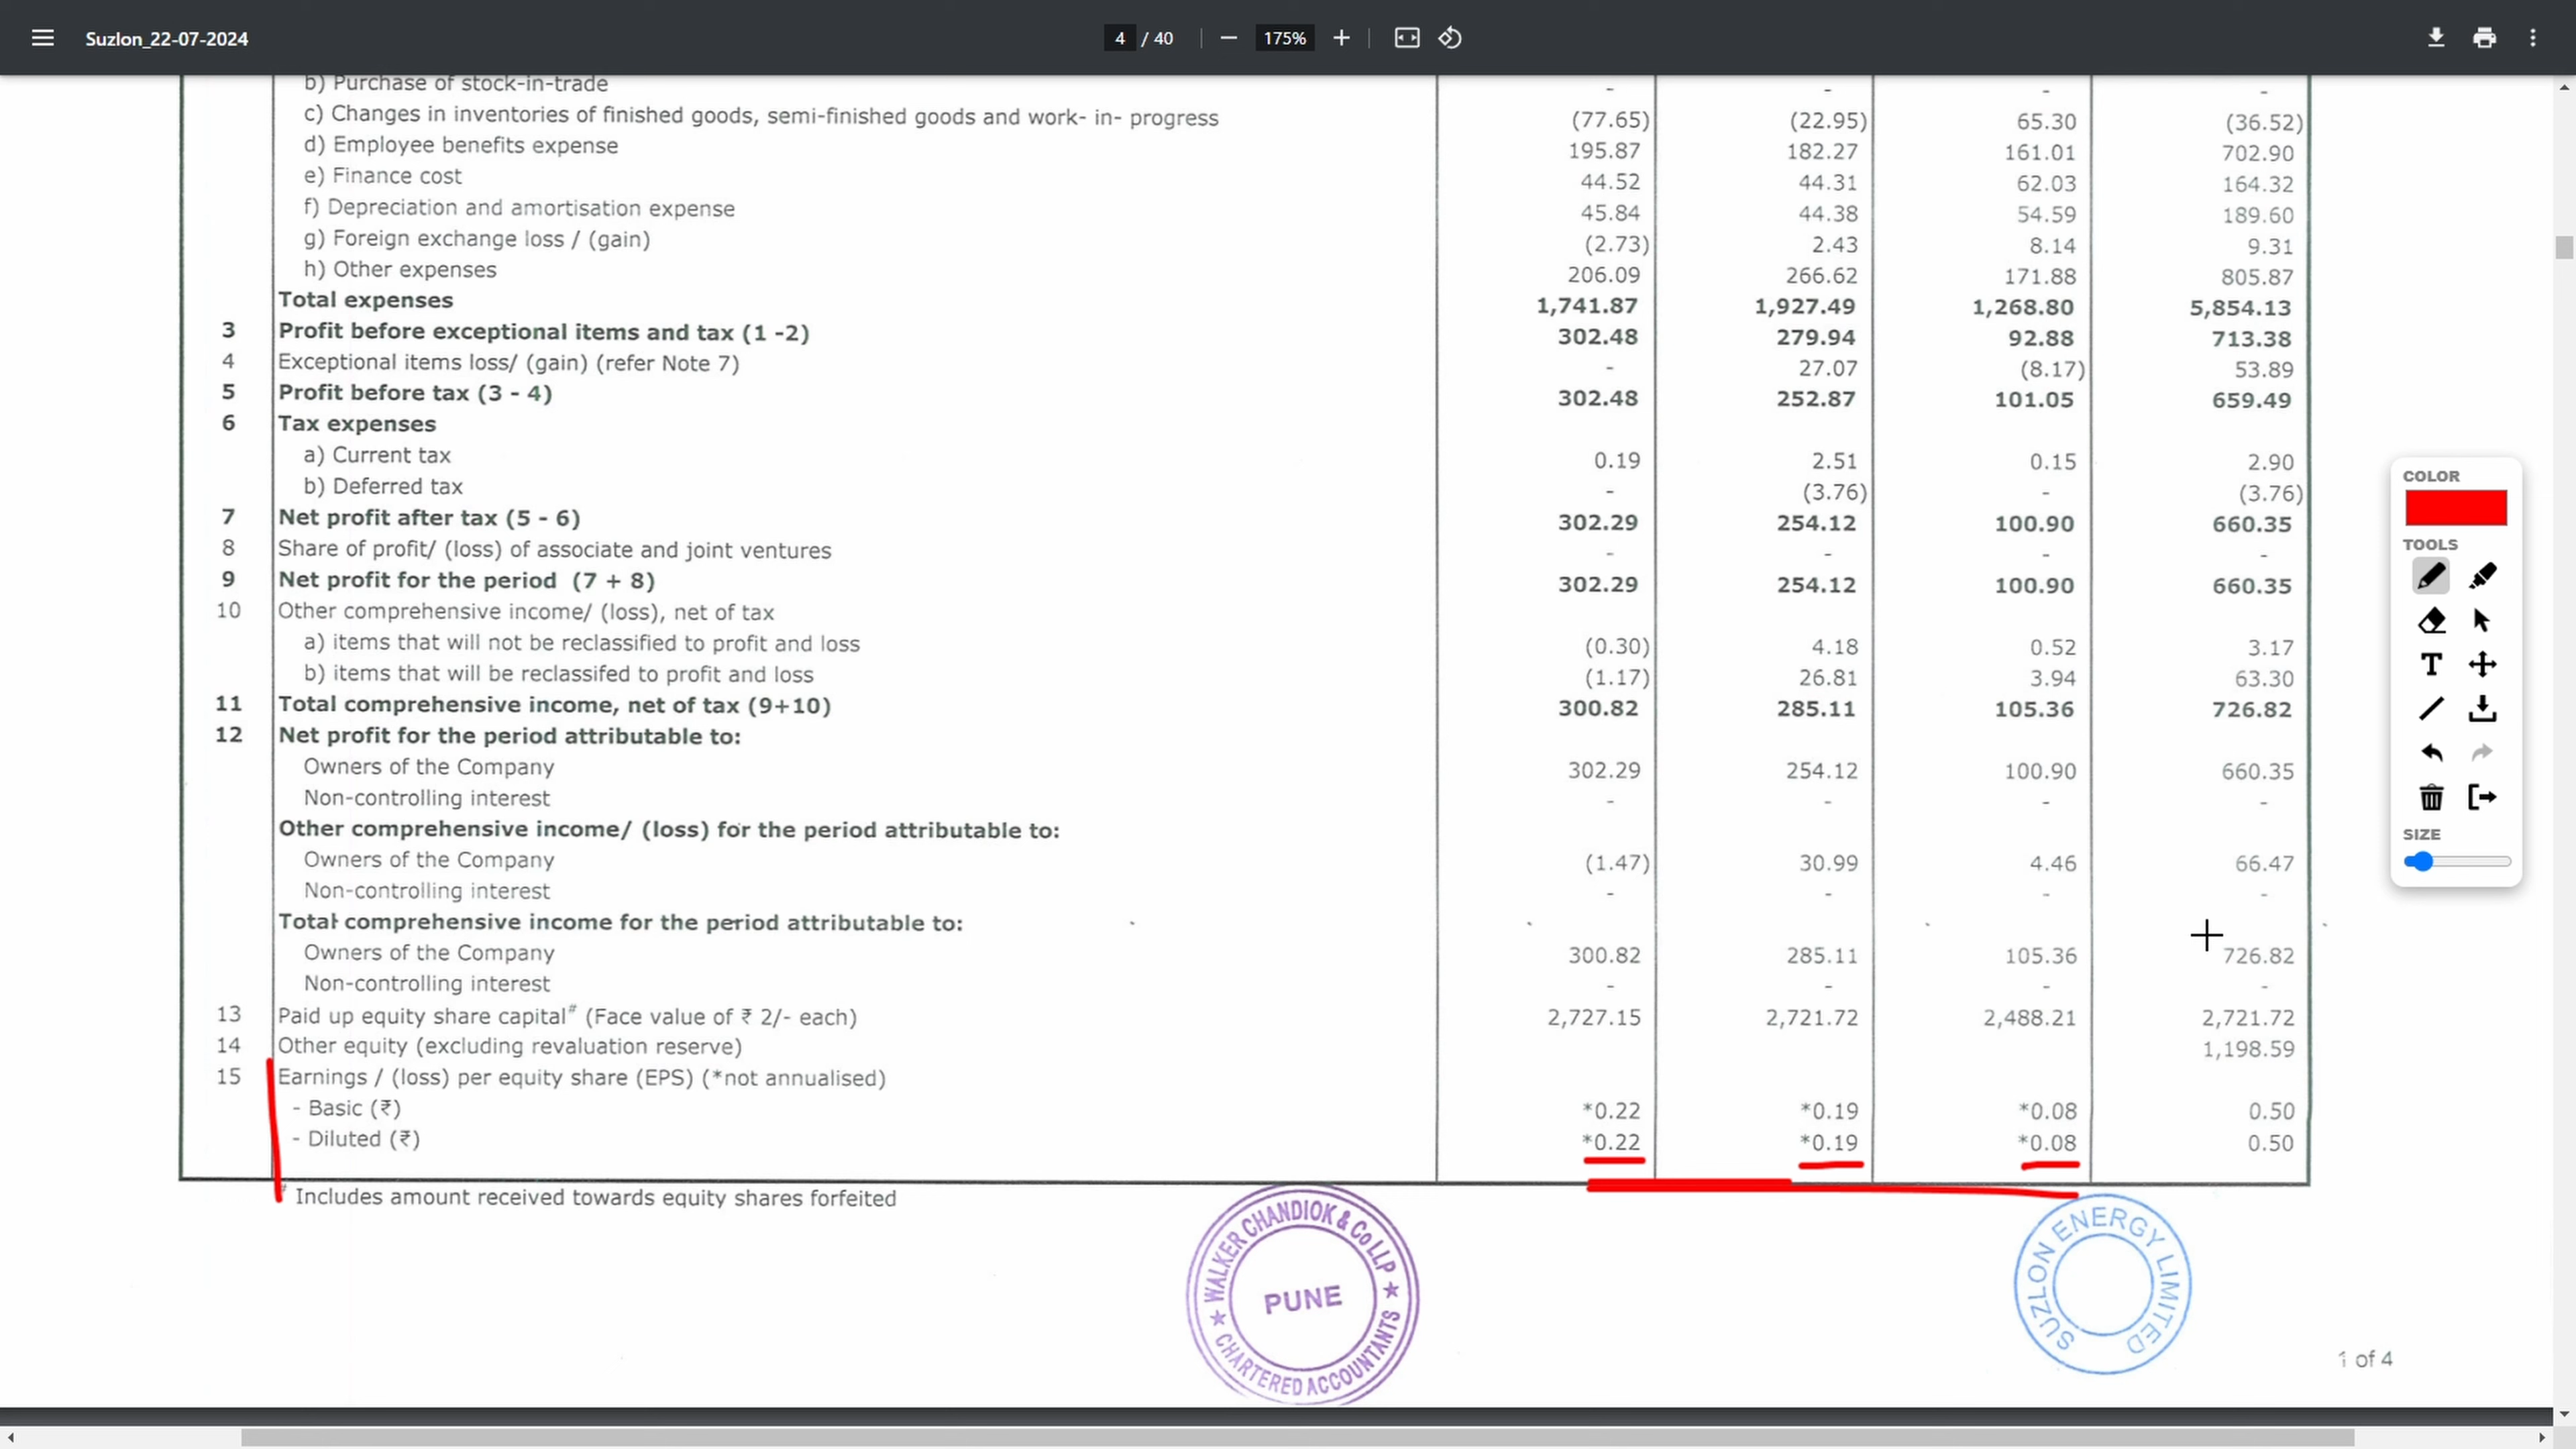 Suzlon_22-07-2024
4 / 40
175%
b) Purchase of stock-in-trade - - - -
c) Changes in inventories of finished goods, semi-finished goods and work- in- progress (77.65) (22.95) 65.30 (36.52)
d) Employee benefits expense 195.87 182.27 161.01 702.90
e) Finance cost 44.52 44.31 62.03 164.32
f) Depreciation and amortisation expense 45.84 44.38 54.59 189.60
g) Foreign exchange loss / (gain) (2.73) 2.43 8.14 9.31
h) Other expenses 206.09 266.62 171.88 805.87
Total expenses 1,741.87 1,927.49 1,268.80 5,854.13
3 Profit before exceptional items and tax (1 -2) 302.48 279.94 92.88 713.38
4 Exceptional items loss/ (gain) (refer Note 7) - 27.07 (8.17) 53.89
5 Profit before tax (3 - 4) 302.48 252.87 101.05 659.49
6 Tax expenses
a) Current tax 0.19 2.51 0.15 2.90
b) Deferred tax - (3.76) - (3.76)
7 Net profit after tax (5 - 6) 302.29 254.12 100.90 660.35
8 Share of profit/ (loss) of associate and joint ventures - - - -
9 Net profit for the period (7 + 8) 302.29 254.12 100.90 660.35
10 Other comprehensive income/ (loss), net of tax
a) items that will not be reclassified to profit and loss (0.30) 4.18 0.52 3.17
b) items that will be reclassifed to profit and loss (1.17) 26.81 3.94 63.30
11 Total comprehensive income, net of tax (9+10) 300.82 285.11 105.36 726.82
12 Net profit for the period attributable to:
Owners of the Company 302.29 254.12 100.90 660.35
Non-controlling interest - - - -
Other comprehensive income/ (loss) for the period attributable to:
Owners of the Company (1.47) 30.99 4.46 66.47
Non-controlling interest - - - -
Total comprehensive income for the period attributable to:
Owners of the Company 300.82 285.11 105.36 726.82
Non-controlling interest - - - -
13 Paid up equity share capital# (Face value of ₹ 2/- each) 2,727.15 2,721.72 2,488.21 2,721.72
14 Other equity (excluding revaluation reserve) 1,198.59
15 Earnings / (loss) per equity share (EPS) (*not annualised)
- Basic (₹) *0.22 *0.19 *0.08 0.50
- Diluted (₹) *0.22 *0.19 *0.08 0.50
# Includes amount received towards equity shares forfeited
WALKER CHANDIOK & Co LLP
PUNE
CHARTERED ACCOUNTANTS
SUZLON ENERGY LIMITED
1 of 4
COLOR
TOOLS
T
SIZE